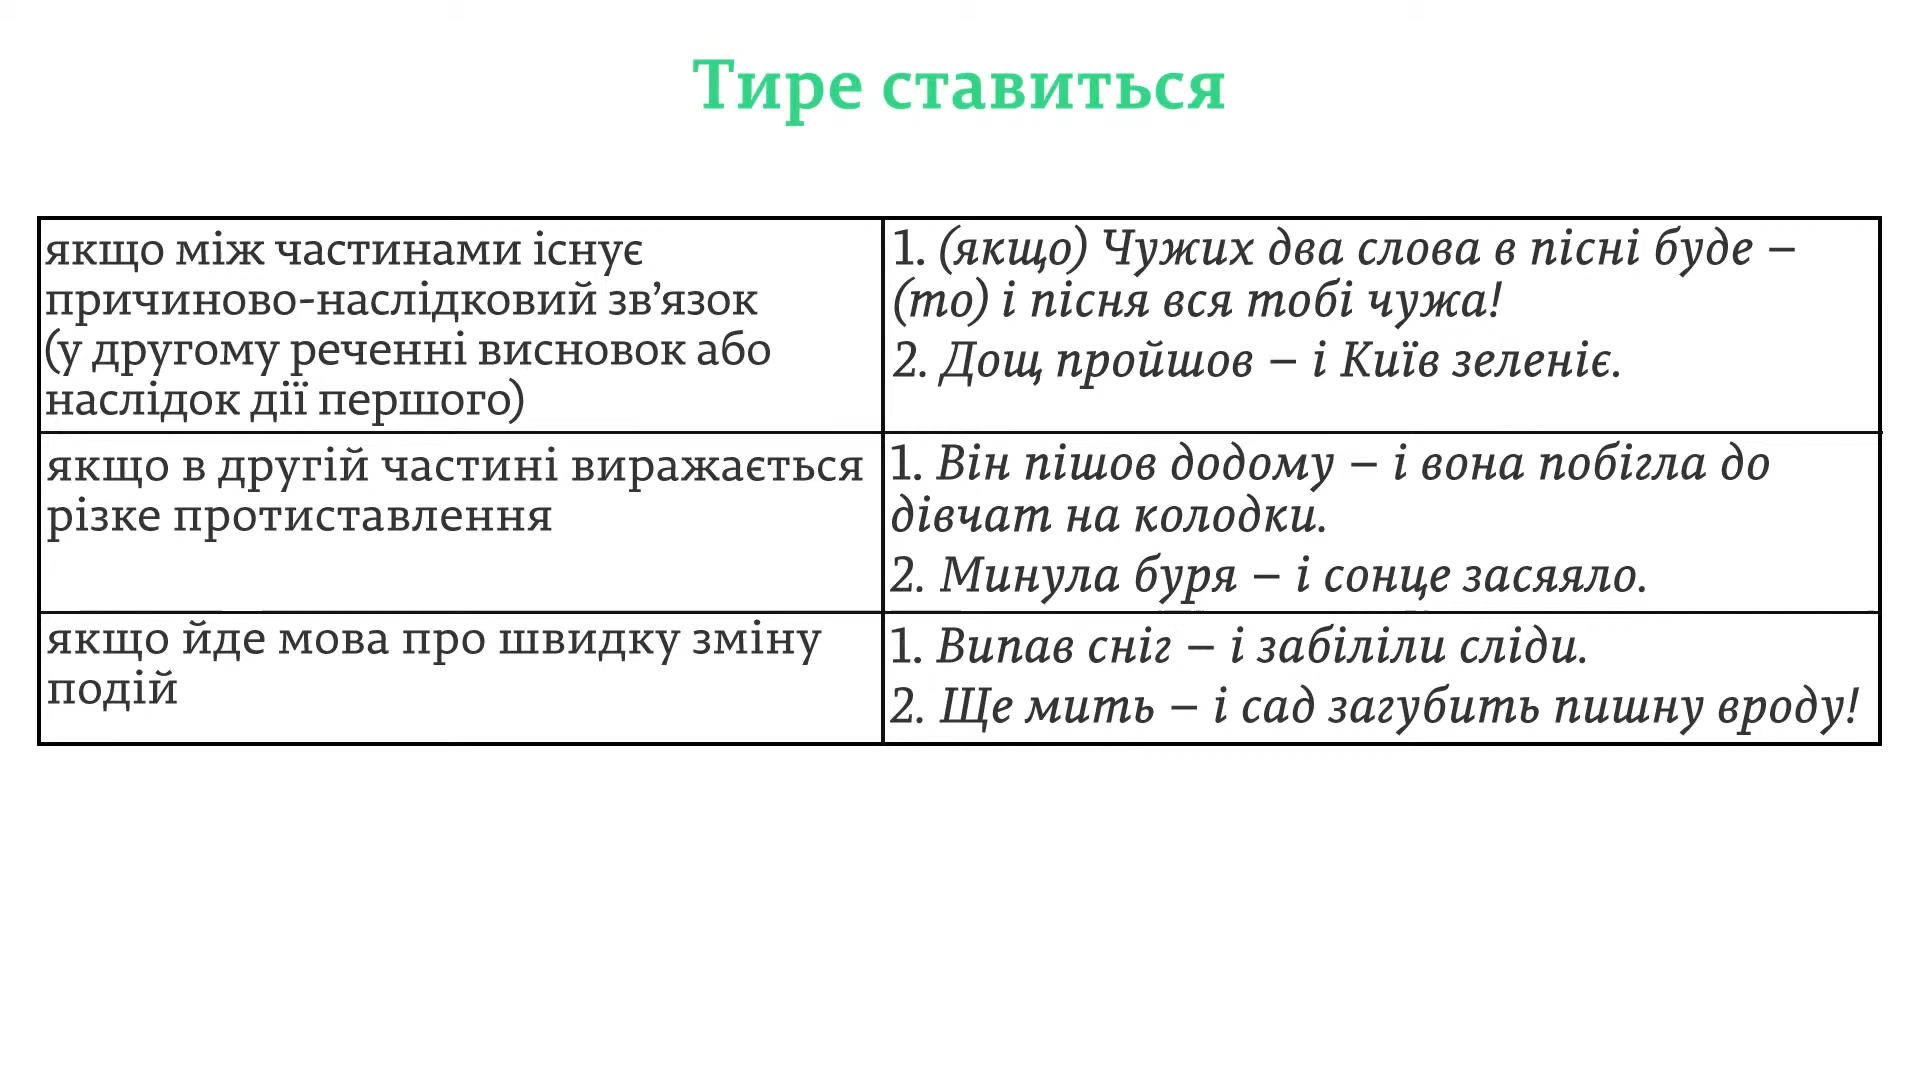 Тире ставиться
якщо між частинами існує
причиново-наслідковий зв’язок
(у другому реченні висновок або
наслідок дії першого)
1. (якщо) Чужих два слова в пісні буде –
(то) і пісня вся тобі чужа!
2. Дощ пройшов – і Київ зеленіє.
якщо в другій частині виражається
різке протиставлення
1. Він пішов додому – і вона побігла до
дівчат на колодки.
2. Минула буря – і сонце засяяло.
якщо йде мова про швидку зміну
подій
1. Випав сніг – і забіліли сліди.
2. Ще мить – і сад загубить пишну вроду!